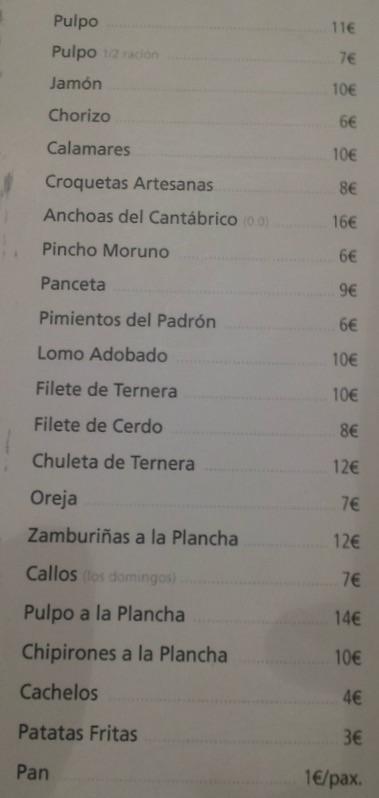 Pulpo 11€
Pulpo 1/2 ración 7€
Jamón 10€
Chorizo 6€
Calamares 10€
Croquetas Artesanas 8€
Anchoas del Cantábrico (0.0) 16€
Pincho Moruno 6€
Panceta 9€
Pimientos del Padrón 6€
Lomo Adobado 10€
Filete de Ternera 10€
Filete de Cerdo 8€
Chuleta de Ternera 12€
Oreja 7€
Zamburiñas a la Plancha 12€
Callos (los domingos) 7€
Pulpo a la Plancha 14€
Chipirones a la Plancha 10€
Cachelos 4€
Patatas Fritas 3€
Pan 1€/pax.